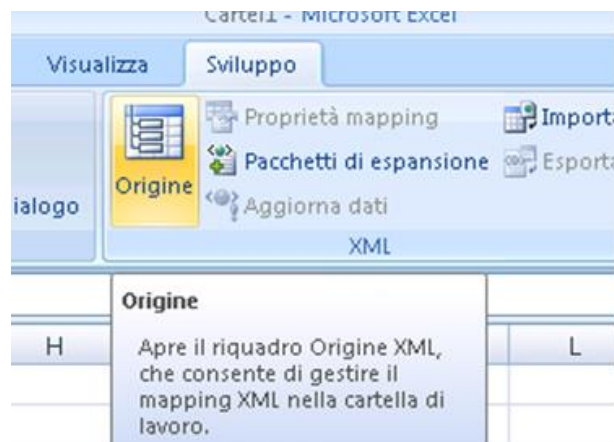 Cartel1 - Microsoft Excel
Visualizza Sviluppo
Proprietà mapping Importa
Pacchetti di espansione Esporta
Origine
Aggiorna dati
ialogo
XML
Origine
H L
Apre il riquadro Origine XML,
che consente di gestire il
mapping XML nella cartella di
lavoro.